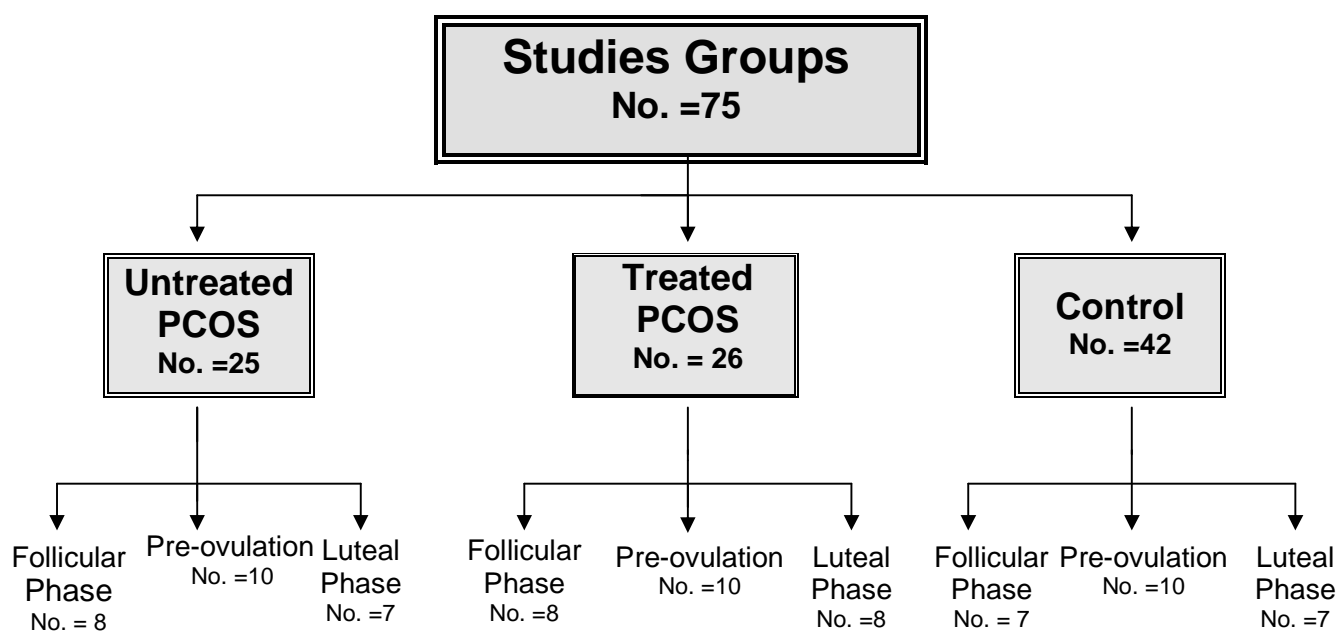 Studies Groups
No. =75
Untreated
PCOS
No. =25
Treated
PCOS
No. = 26
Control
No. =42
Follicular
Phase
No. = 8
Pre-ovulation
No. =10
Luteal
Phase
No. =7
Follicular
Phase
No. =8
Pre-ovulation
No. =10
Luteal
Phase
No. =8
Follicular
Phase
No. = 7
Pre-ovulation
No. =10
Luteal
Phase
No. =7